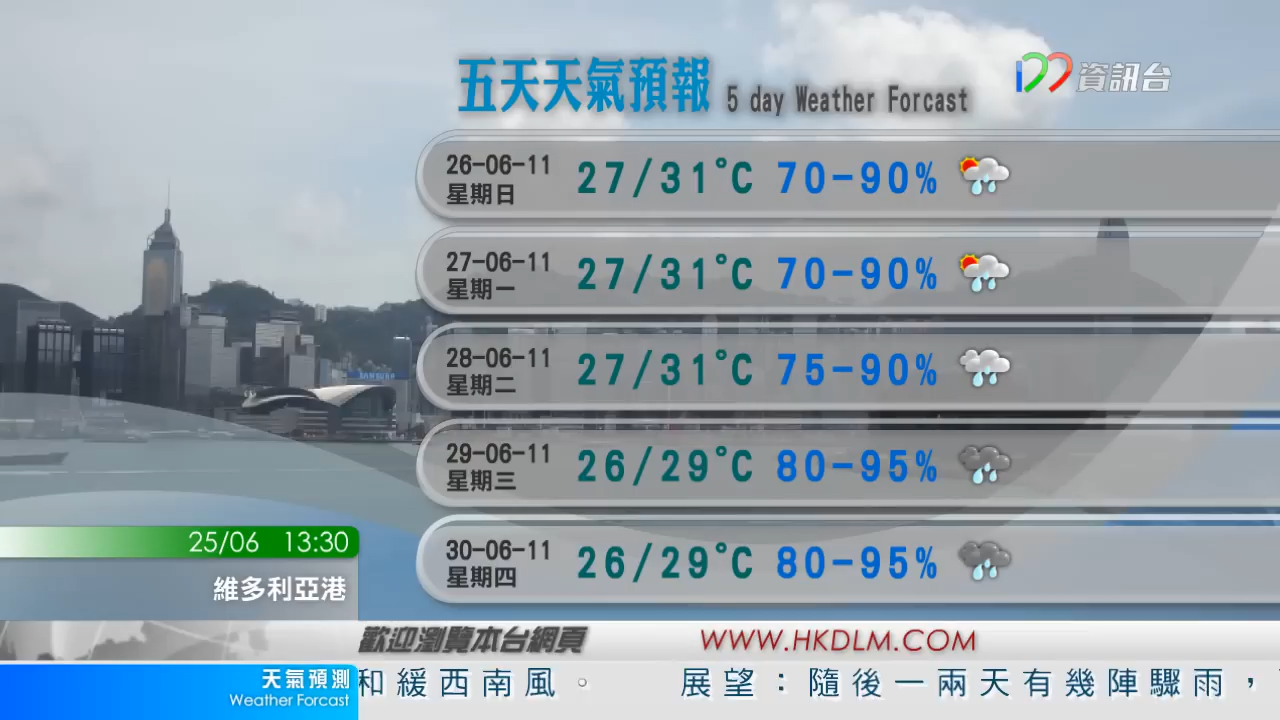 五天天氣預報 5 day Weather Forcast
資訊台
26-06-11
星期日
27/31°C 70-90%
27-06-11
星期一
27/31°C 70-90%
28-06-11
星期二
27/31°C 75-90%
29-06-11
星期三
26/29°C 80-95%
30-06-11
星期四
26/29°C 80-95%
SAMSUNG
25/06 13:30
維多利亞港
歡迎瀏覽本台網頁 WWW.HKDLM.COM
天氣預測
Weather Forcast
和緩西南風。 展望：隨後一兩天有幾陣驟雨，